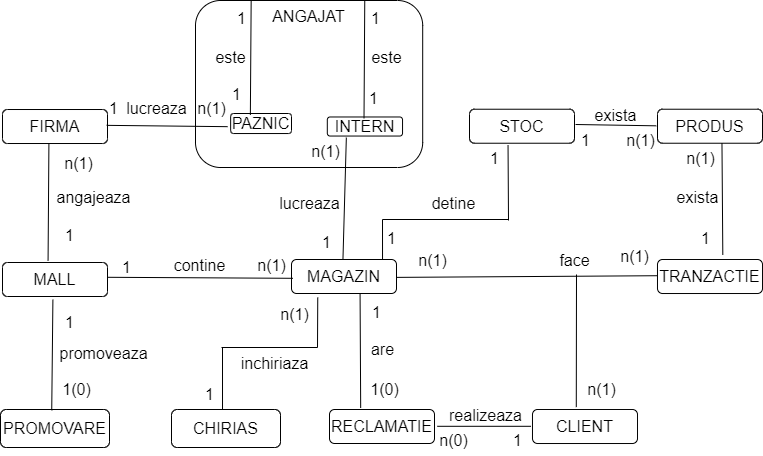 ANGAJAT
1
1
este
este
1
1
1
lucreaza
n(1)
PAZNIC
INTERN
FIRMA
STOC
exista
PRODUS
1
n(1)
n(1)
n(1)
1
n(1)
angajeaza
lucreaza
detine
exista
1
1
1
1
MALL
1
contine
n(1)
MAGAZIN
n(1)
face
n(1)
TRANZACTIE
1
n(1)
1
promoveaza
inchiriaza
are
1(0)
1
1(0)
n(1)
PROMOVARE
CHIRIAS
RECLAMATIE
realizeaza
CLIENT
n(0)
1